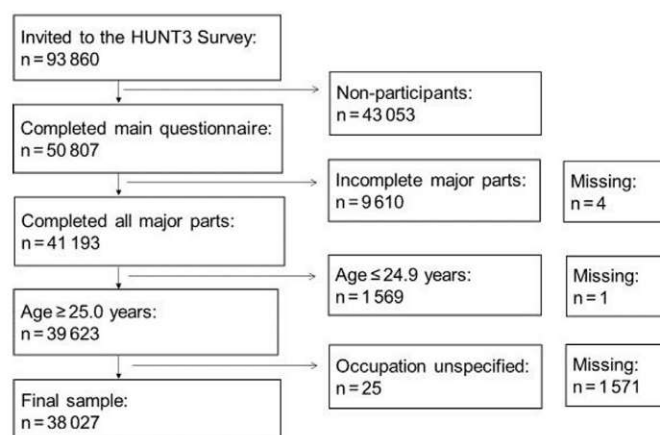 Invited to the HUNT3 Survey:
n=93 860
Non-participants:
n=43 053
Completed main questionnaire:
n=50 807
Incomplete major parts:
n=9 610
Missing:
n=4
Completed all major parts:
n=41 193
Age ≤ 24.9 years:
n=1 569
Missing:
n=1
Age ≥ 25.0 years:
n=39 623
Occupation unspecified:
n=25
Missing:
n=1 571
Final sample:
n=38 027